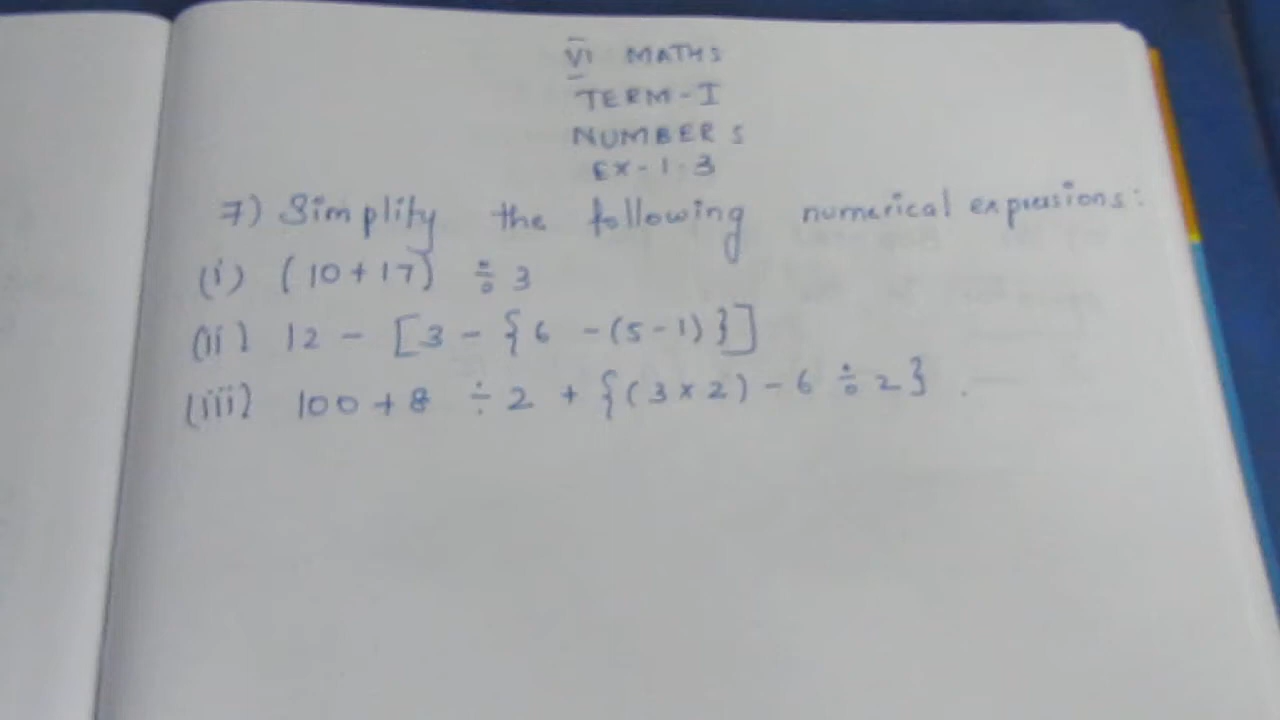 VI MATHS
TERM - I
NUMBERS
EX - 1.3
7) Simplify the following numerical expressions:
(i) (10 + 17) ÷ 3
(ii) 12 - [3 - {6 - (5 - 1)}]
(iii) 100 + 8 ÷ 2 + {(3 × 2) - 6 ÷ 2}.